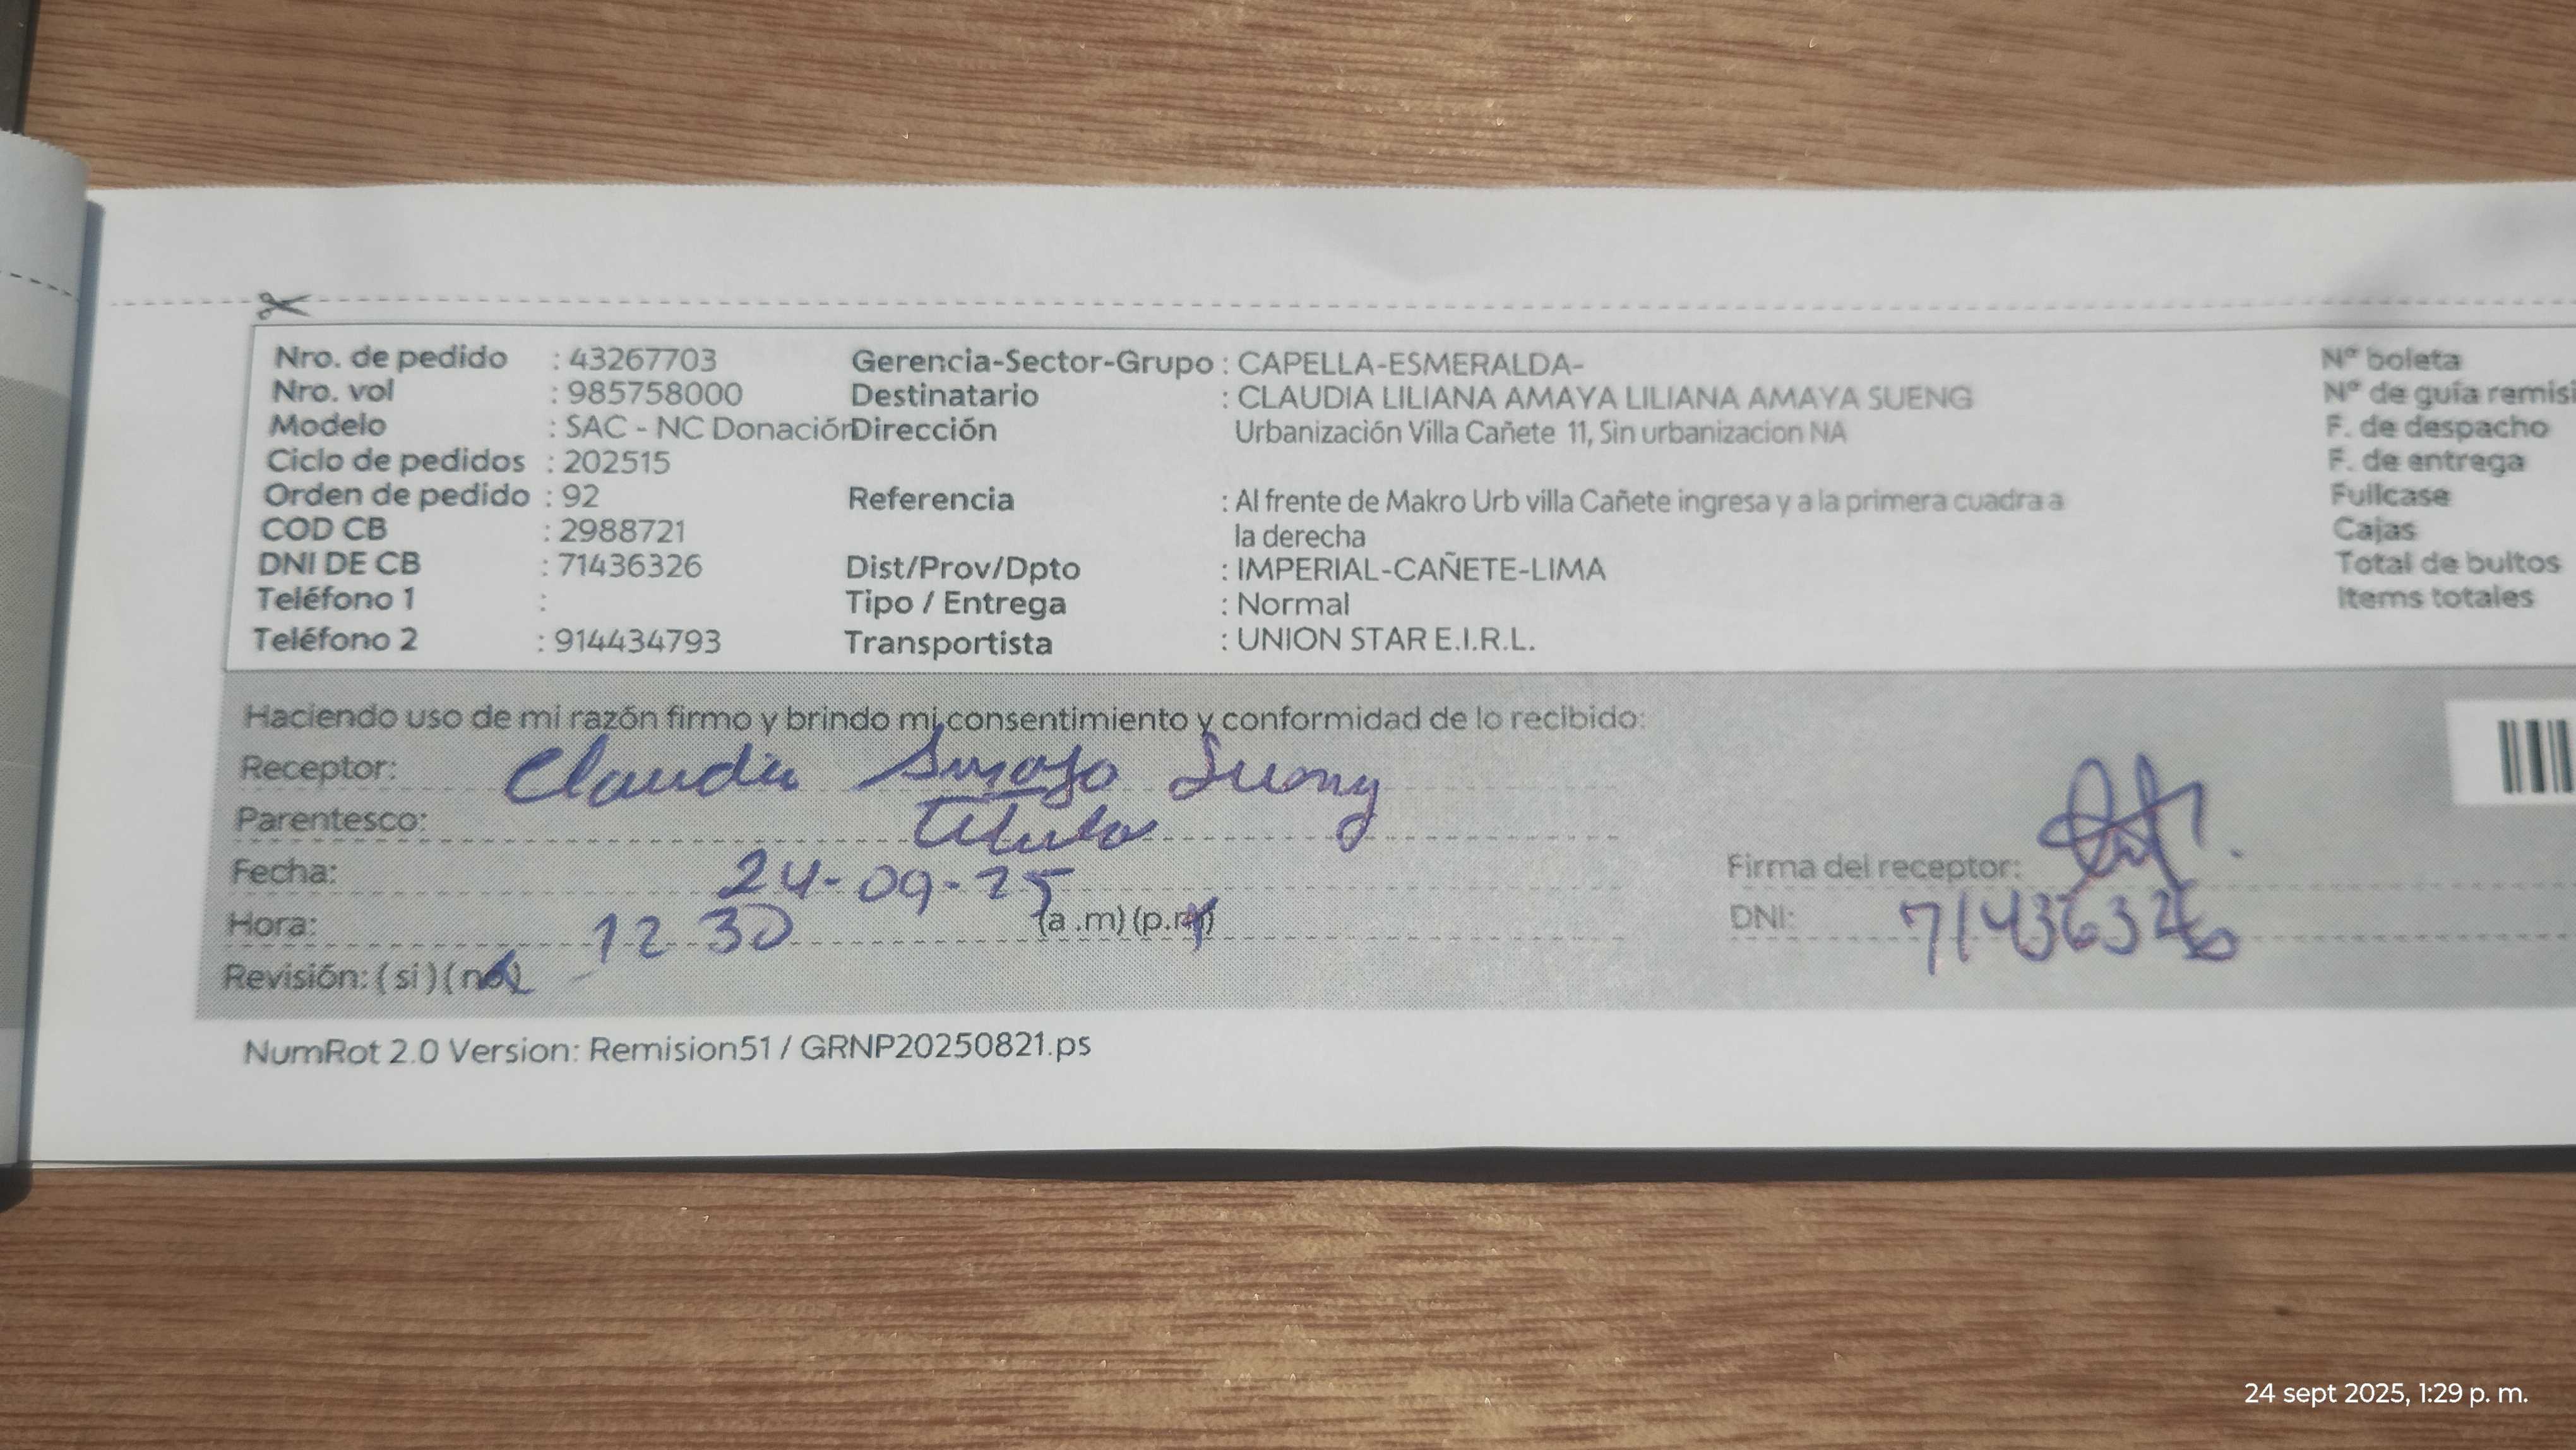 Nro. de pedido : 43267703 Gerencia-Sector-Grupo : CAPELLA-ESMERALDA- Nº boleta
Nro. vol : 985758000 Destinatario : CLAUDIA LILIANA AMAYA LILIANA AMAYA SUENG Nº de guía remisi
Modelo : SAC - NC Donación Dirección Urbanización Villa Cañete 11, Sin urbanizacion NA F. de despacho
Ciclo de pedidos : 202515 F. de entrega
Orden de pedido : 92 Referencia : Al frente de Makro Urb villa Cañete ingresa y a la primera cuadra a Fullcase
COD CB : 2988721 la derecha Cajas
DNI DE CB : 71436326 Dist/Prov/Dpto : IMPERIAL-CAÑETE-LIMA Total de bultos
Teléfono 1 : Tipo / Entrega : Normal Items totales
Teléfono 2 : 914434793 Transportista : UNION STAR E.I.R.L.
Haciendo uso de mi razón firmo y brindo mi consentimiento y conformidad de lo recibido:
Receptor: Claudia Sueng
Parentesco:
Fecha: 24-09-25 Firma del receptor:
Hora: 12 30 (a .m) (p.m) DNI: 71436326
Revisión: ( si ) ( no )
NumRot 2.0 Version: Remision51 / GRNP20250821.ps
24 sept 2025, 1:29 p. m.